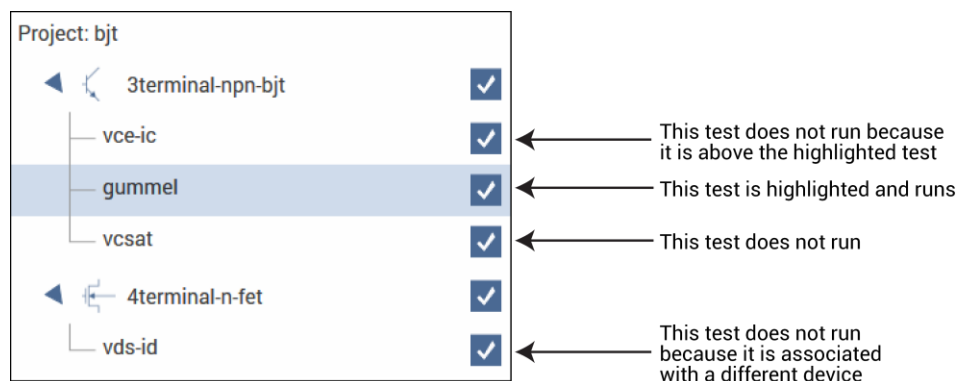 Project: bjt
3terminal-npn-bjt
vce-ic
This test does not run because
it is above the highlighted test
gummel
This test is highlighted and runs
vcsat
This test does not run
4terminal-n-fet
vds-id
This test does not run
because it is associated
with a different device